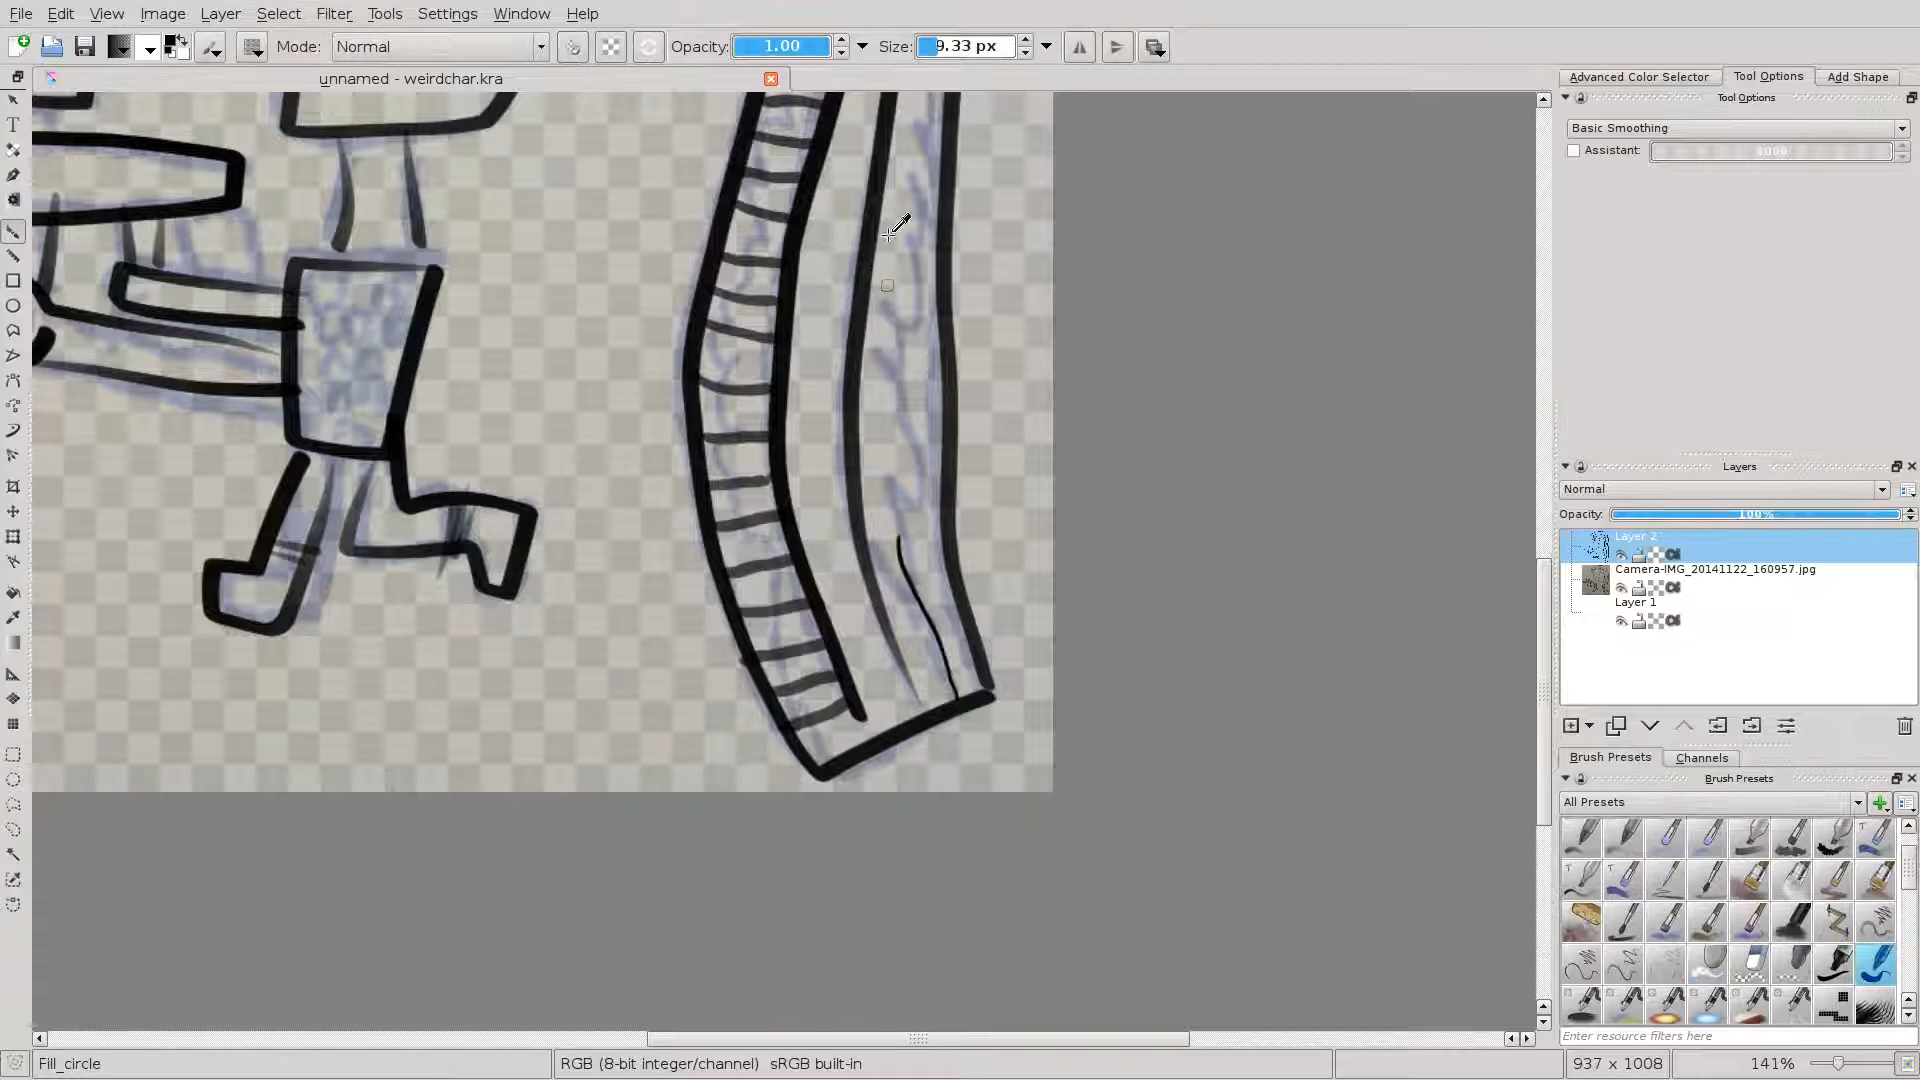 File Edit View Image Layer Select Filter Tools Settings Window Help
Mode: Normal Opacity: 1.00 Size: 9.33 px
unnamed - weirdchar.kra
Advanced Color Selector Tool Options Add Shape
Tool Options
Basic Smoothing
Assistant:
Layers
Normal
Opacity: 100%
Layer 2
Camera-IMG_20141122_160957.jpg
Layer 1
Brush Presets Channels
Brush Presets
All Presets
Enter resource filters here
Fill_circle RGB (8-bit integer/channel) sRGB built-in 937 x 1008 141%